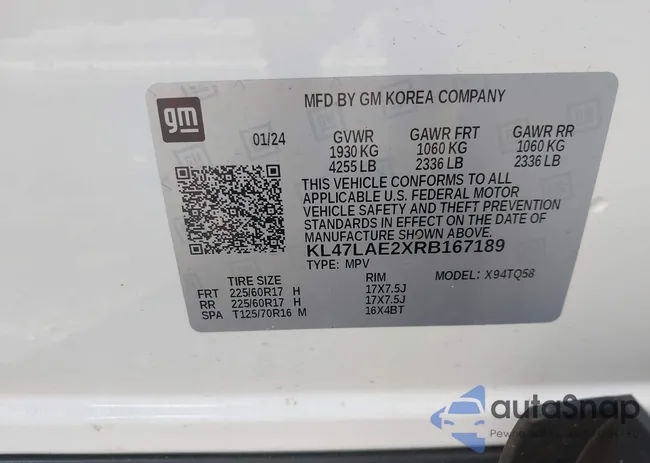 gm
MFD BY GM KOREA COMPANY
01/24
GVWR GAWR FRT GAWR RR
1930 KG 1060 KG 1060 KG
4255 LB 2336 LB 2336 LB
THIS VEHICLE CONFORMS TO ALL
APPLICABLE U.S. FEDERAL MOTOR
VEHICLE SAFETY AND THEFT PREVENTION
STANDARDS IN EFFECT ON THE DATE OF
MANUFACTURE SHOWN ABOVE.
KL47LAE2XRB167189
TYPE: MPV MODEL: X94TQ58
TIRE SIZE RIM
FRT 225/60R17 H 17X7.5J
RR 225/60R17 H 17X7.5J
SPA T125/70R16 M 16X4BT
autaSnap